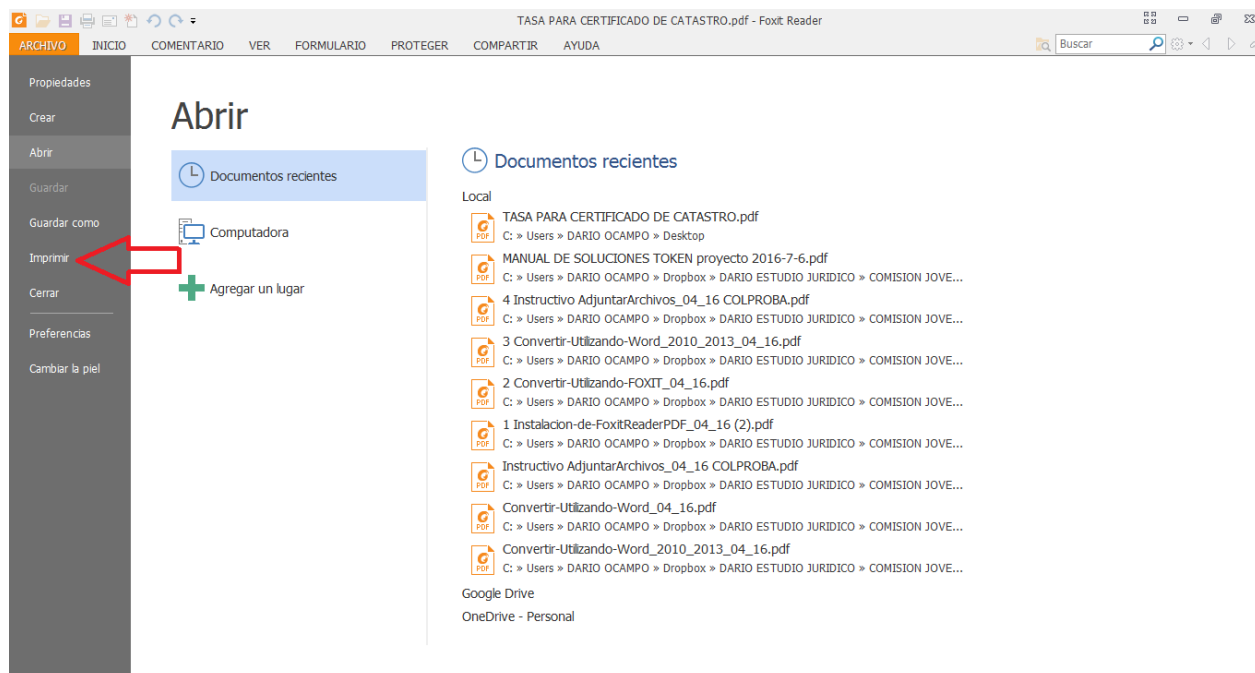 TASA PARA CERTIFICADO DE CATASTRO.pdf - Foxit Reader
ARCHIVO INICIO COMENTARIO VER FORMULARIO PROTEGER COMPARTIR AYUDA Buscar
Propiedades
Crear
Abrir
Guardar
Guardar como
Imprimir
Cerrar
Preferencias
Cambiar la piel
Abrir
Documentos recientes
Computadora
Agregar un lugar
Documentos recientes
Local
TASA PARA CERTIFICADO DE CATASTRO.pdf
C: » Users » DARIO OCAMPO » Desktop
MANUAL DE SOLUCIONES TOKEN proyecto 2016-7-6.pdf
C: » Users » DARIO OCAMPO » Dropbox » DARIO ESTUDIO JURIDICO » COMISION JOVE...
4 Instructivo AdjuntarArchivos_04_16 COLPROBA.pdf
C: » Users » DARIO OCAMPO » Dropbox » DARIO ESTUDIO JURIDICO » COMISION JOVE...
3 Convertir-Utilizando-Word_2010_2013_04_16.pdf
C: » Users » DARIO OCAMPO » Dropbox » DARIO ESTUDIO JURIDICO » COMISION JOVE...
2 Convertir-Utilizando-FOXIT_04_16.pdf
C: » Users » DARIO OCAMPO » Dropbox » DARIO ESTUDIO JURIDICO » COMISION JOVE...
1 Instalacion-de-FoxitReaderPDF_04_16 (2).pdf
C: » Users » DARIO OCAMPO » Dropbox » DARIO ESTUDIO JURIDICO » COMISION JOVE...
Instructivo AdjuntarArchivos_04_16 COLPROBA.pdf
C: » Users » DARIO OCAMPO » Dropbox » DARIO ESTUDIO JURIDICO » COMISION JOVE...
Convertir-Utilizando-Word_04_16.pdf
C: » Users » DARIO OCAMPO » Dropbox » DARIO ESTUDIO JURIDICO » COMISION JOVE...
Convertir-Utilizando-Word_2010_2013_04_16.pdf
C: » Users » DARIO OCAMPO » Dropbox » DARIO ESTUDIO JURIDICO » COMISION JOVE...
Google Drive
OneDrive - Personal